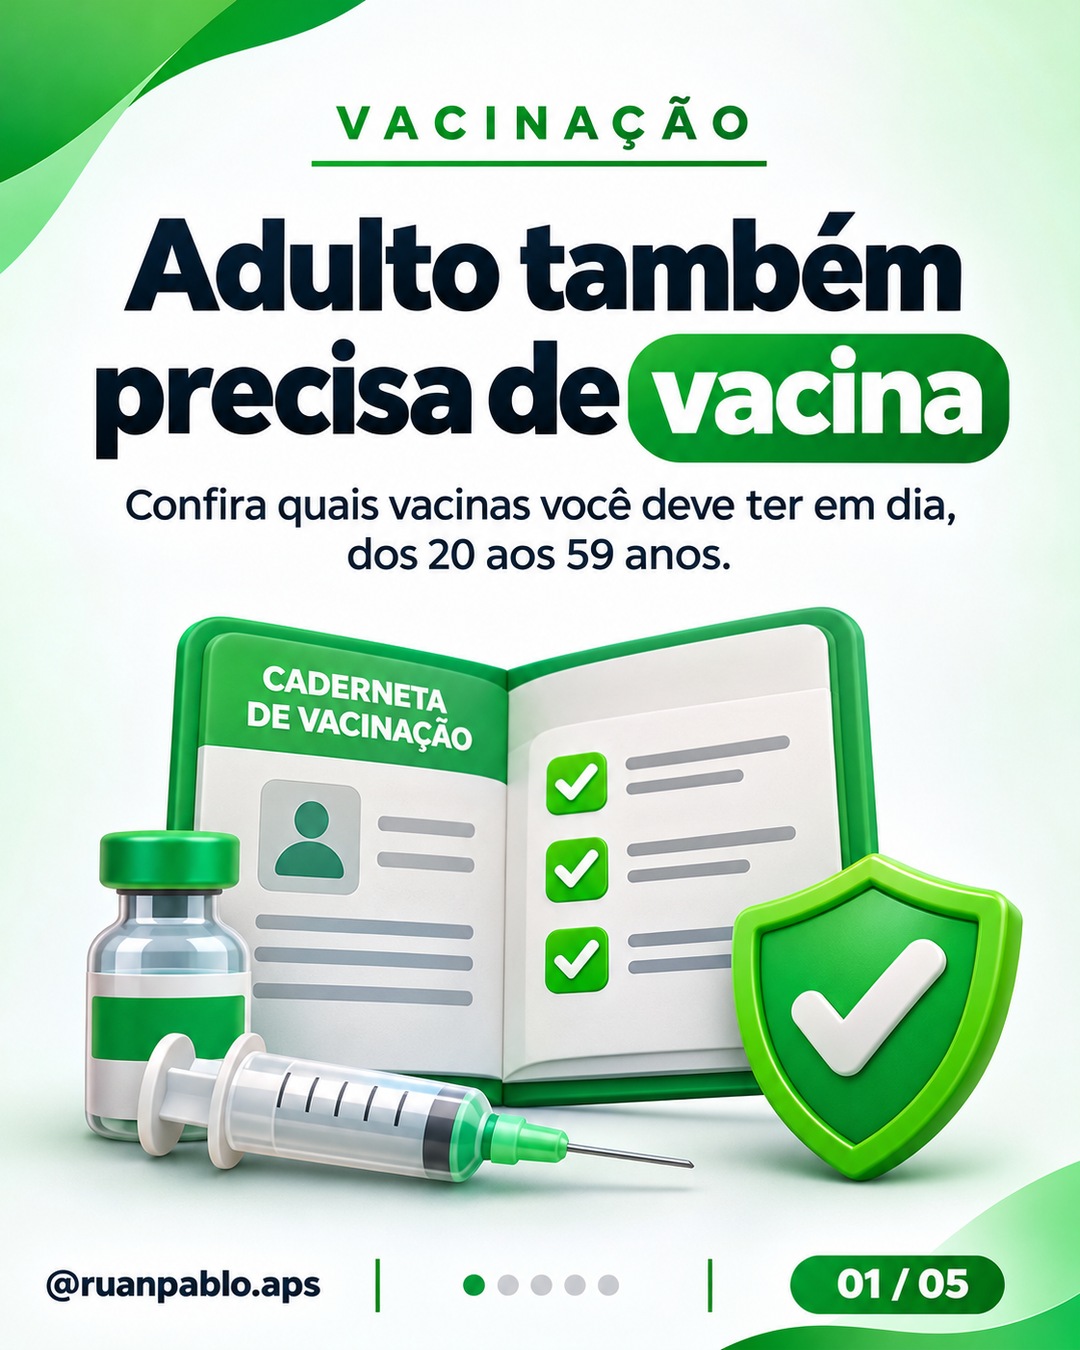 VACINAÇÃO
Adulto também
precisa de vacina
Confira quais vacinas você deve ter em dia,
dos 20 aos 59 anos.
CADERNETA
DE VACINAÇÃO
@ruanpablo.aps
01 / 05